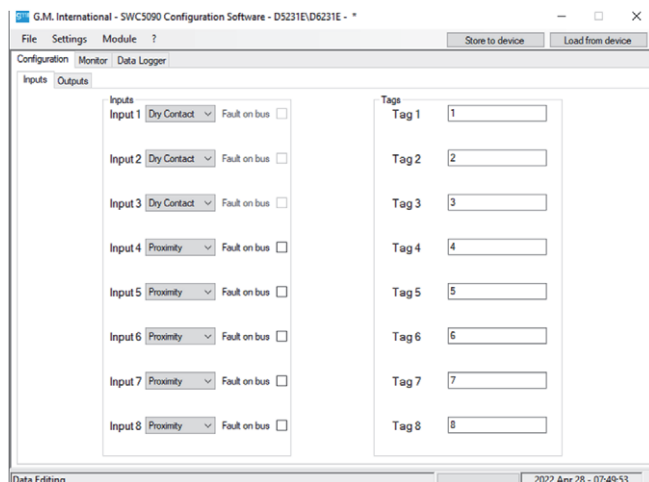 gm G.M. International - SWC5090 Configuration Software - D5231E\D6231E - *
File Settings Module ? Store to device Load from device
Configuration Monitor Data Logger
Inputs Outputs
Inputs Tags
Input 1 Dry Contact Fault on bus Tag 1 1
Input 2 Dry Contact Fault on bus Tag 2 2
Input 3 Dry Contact Fault on bus Tag 3 3
Input 4 Proximity Fault on bus Tag 4 4
Input 5 Proximity Fault on bus Tag 5 5
Input 6 Proximity Fault on bus Tag 6 6
Input 7 Proximity Fault on bus Tag 7 7
Input 8 Proximity Fault on bus Tag 8 8
Data Editing 2022 Apr 28 - 07:49:53